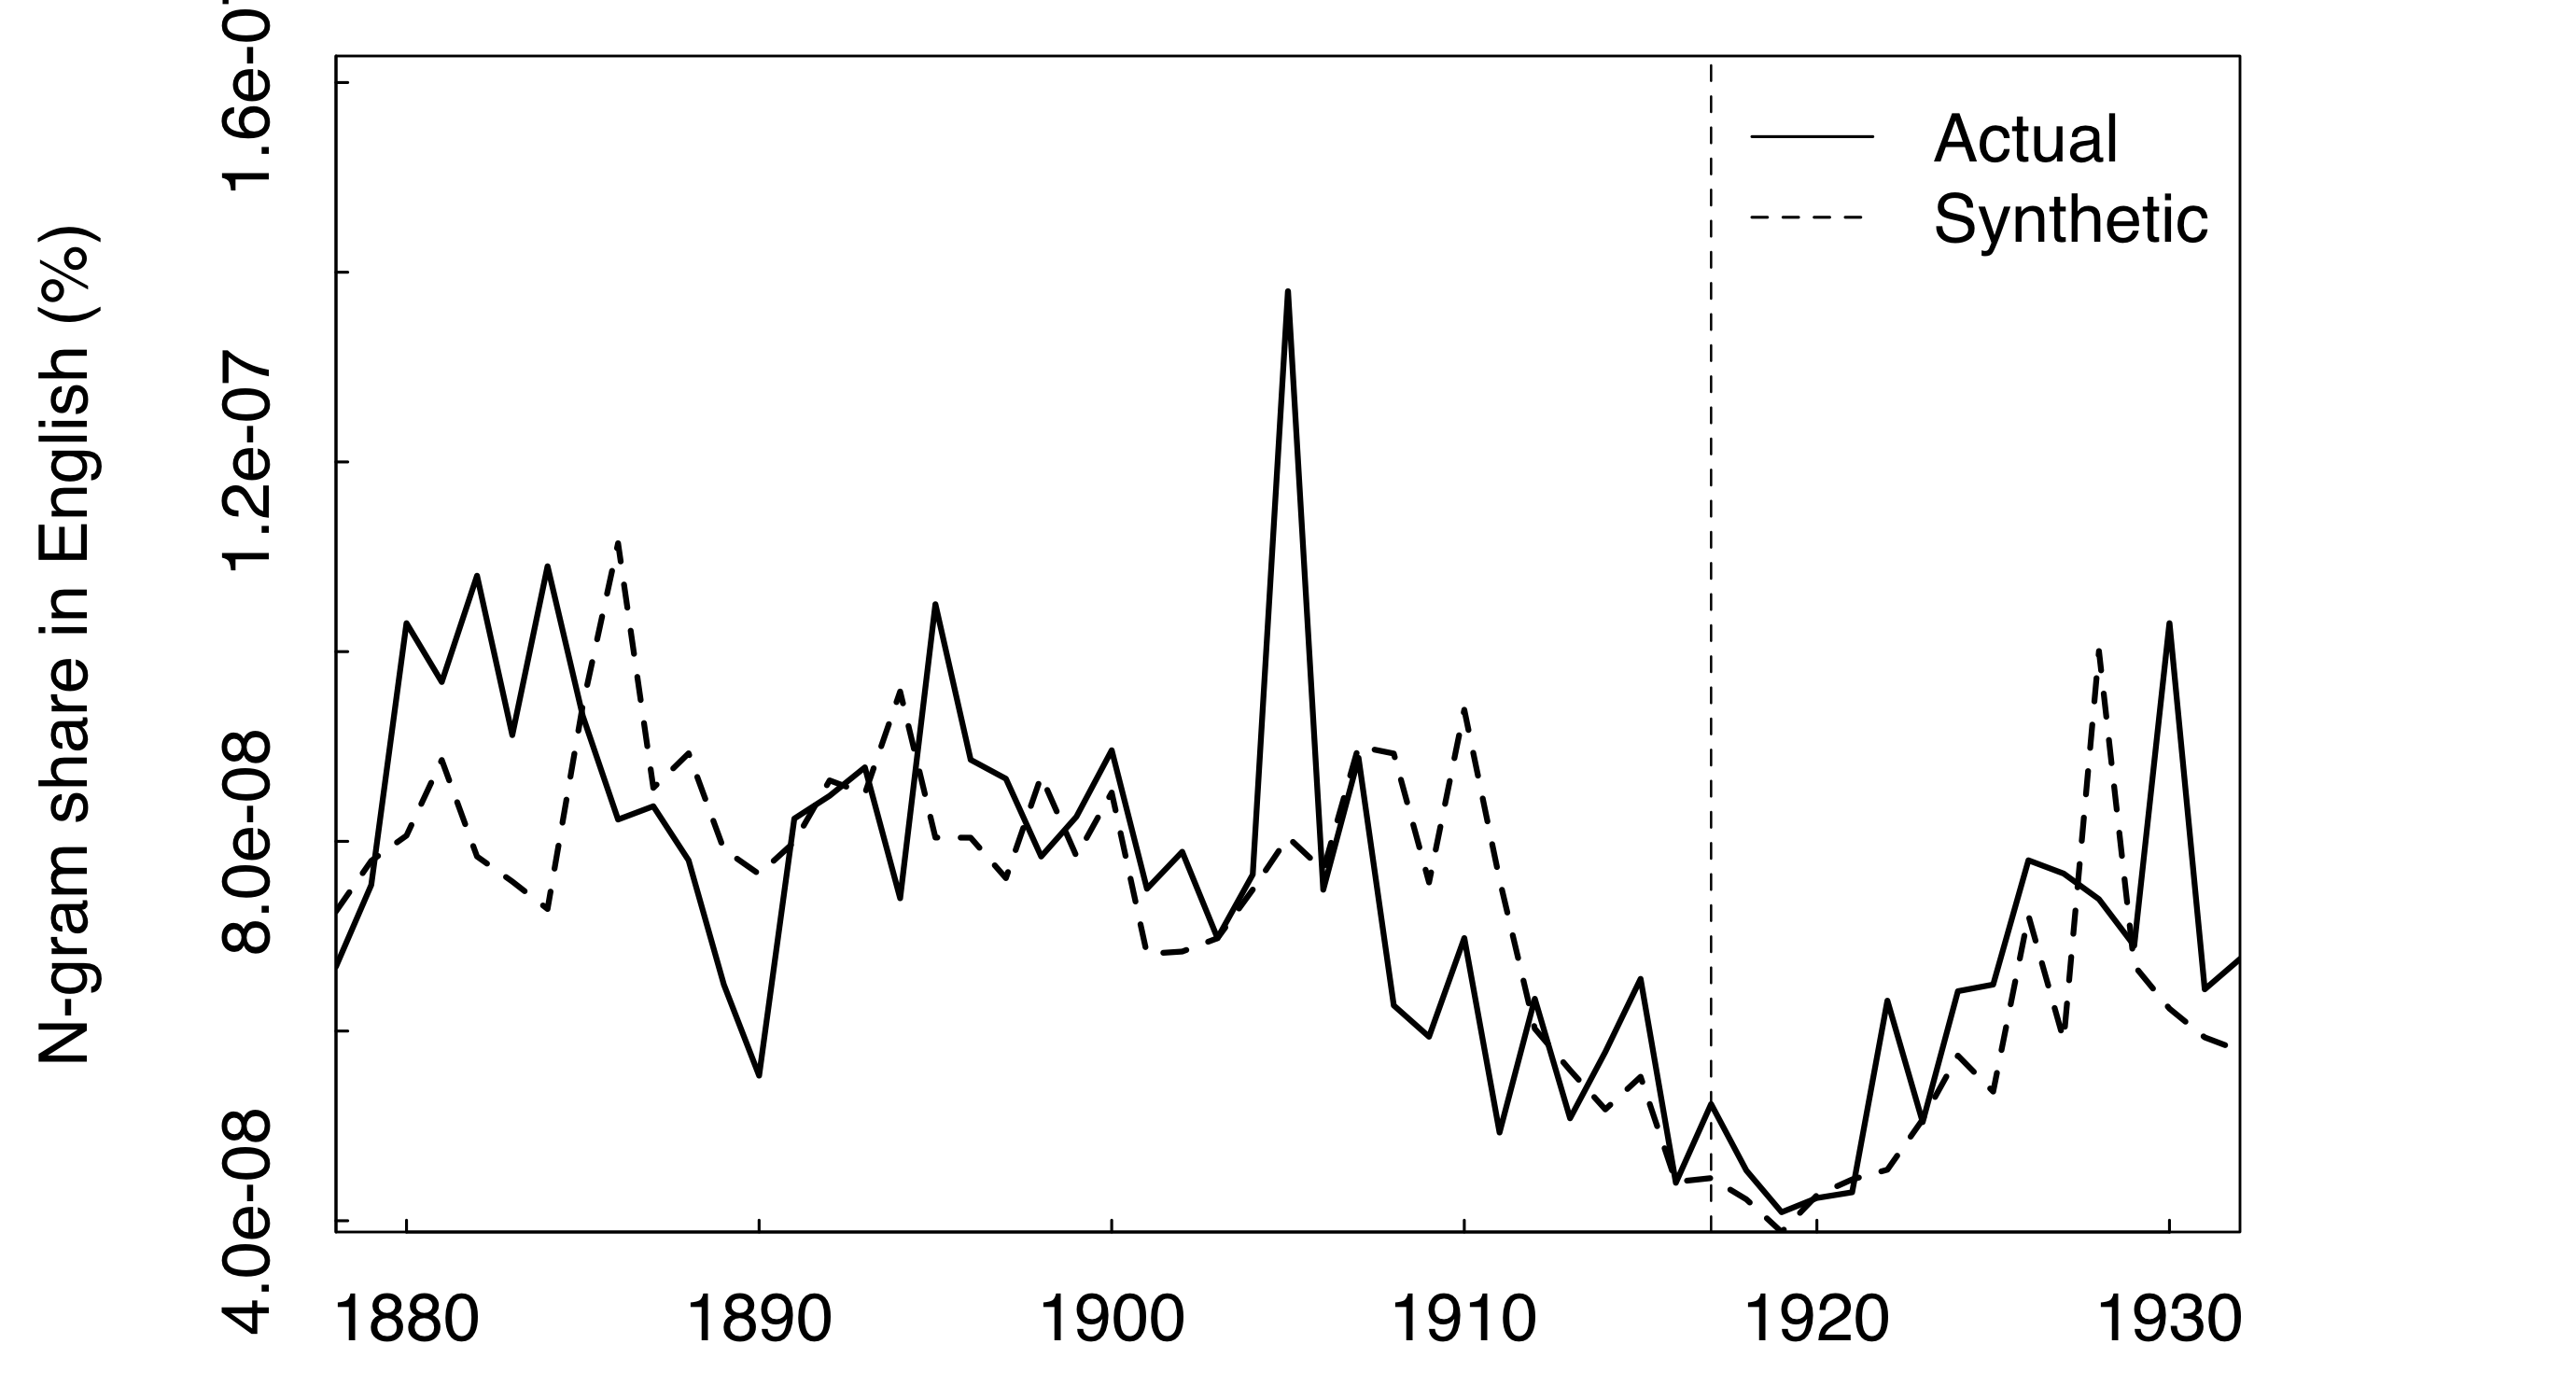 N-gram share in English (%)
1.6e-0
1.2e-07
8.0e-08
4.0e-08
Actual
Synthetic
1880 1890 1900 1910 1920 1930